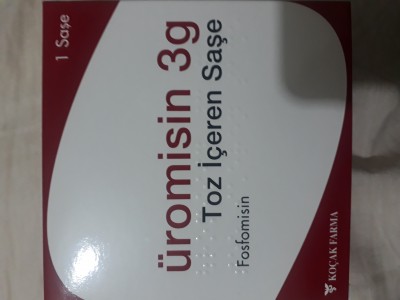 1 Saşe
üromisin 3g
Toz İçeren Saşe
Fosfomisin
KOÇAK FARMA